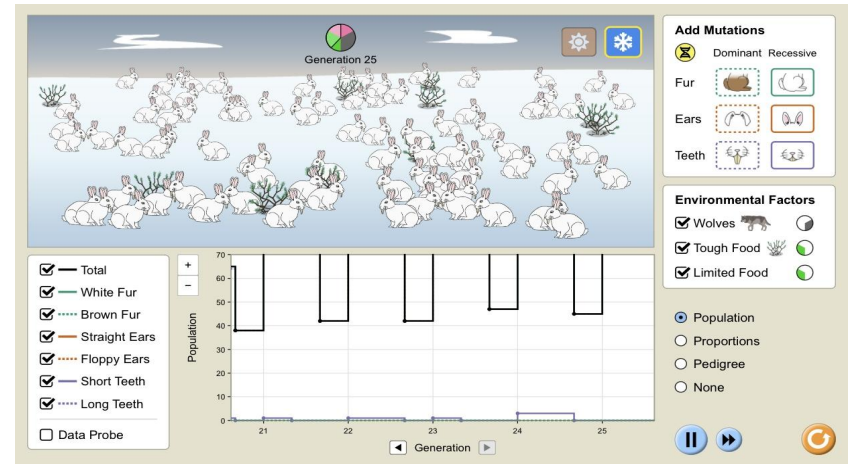 Generation 25
Add Mutations
Dominant Recessive
Fur
Ears
Teeth
Environmental Factors
Wolves
Tough Food
Limited Food
Population
Proportions
Pedigree
None
Total
White Fur
Brown Fur
Straight Ears
Floppy Ears
Short Teeth
Long Teeth
Data Probe
+
−
Population
70
60
50
40
30
20
10
0
21 22 23 24 25
Generation